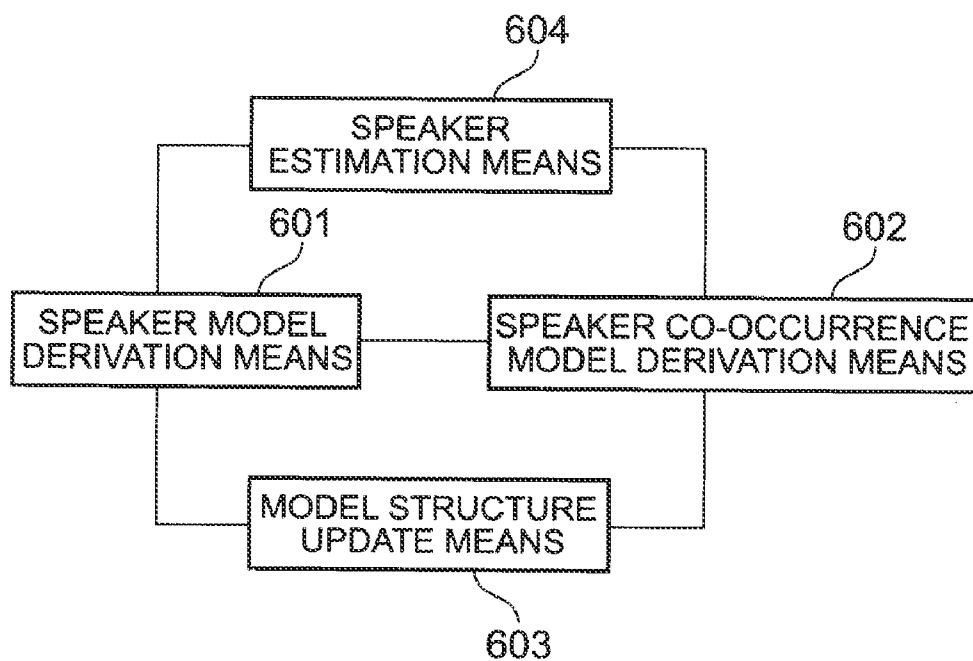 604
SPEAKER
ESTIMATION MEANS
601
SPEAKER MODEL
DERIVATION MEANS
602
SPEAKER CO-OCCURRENCE
MODEL DERIVATION MEANS
MODEL STRUCTURE
UPDATE MEANS
603